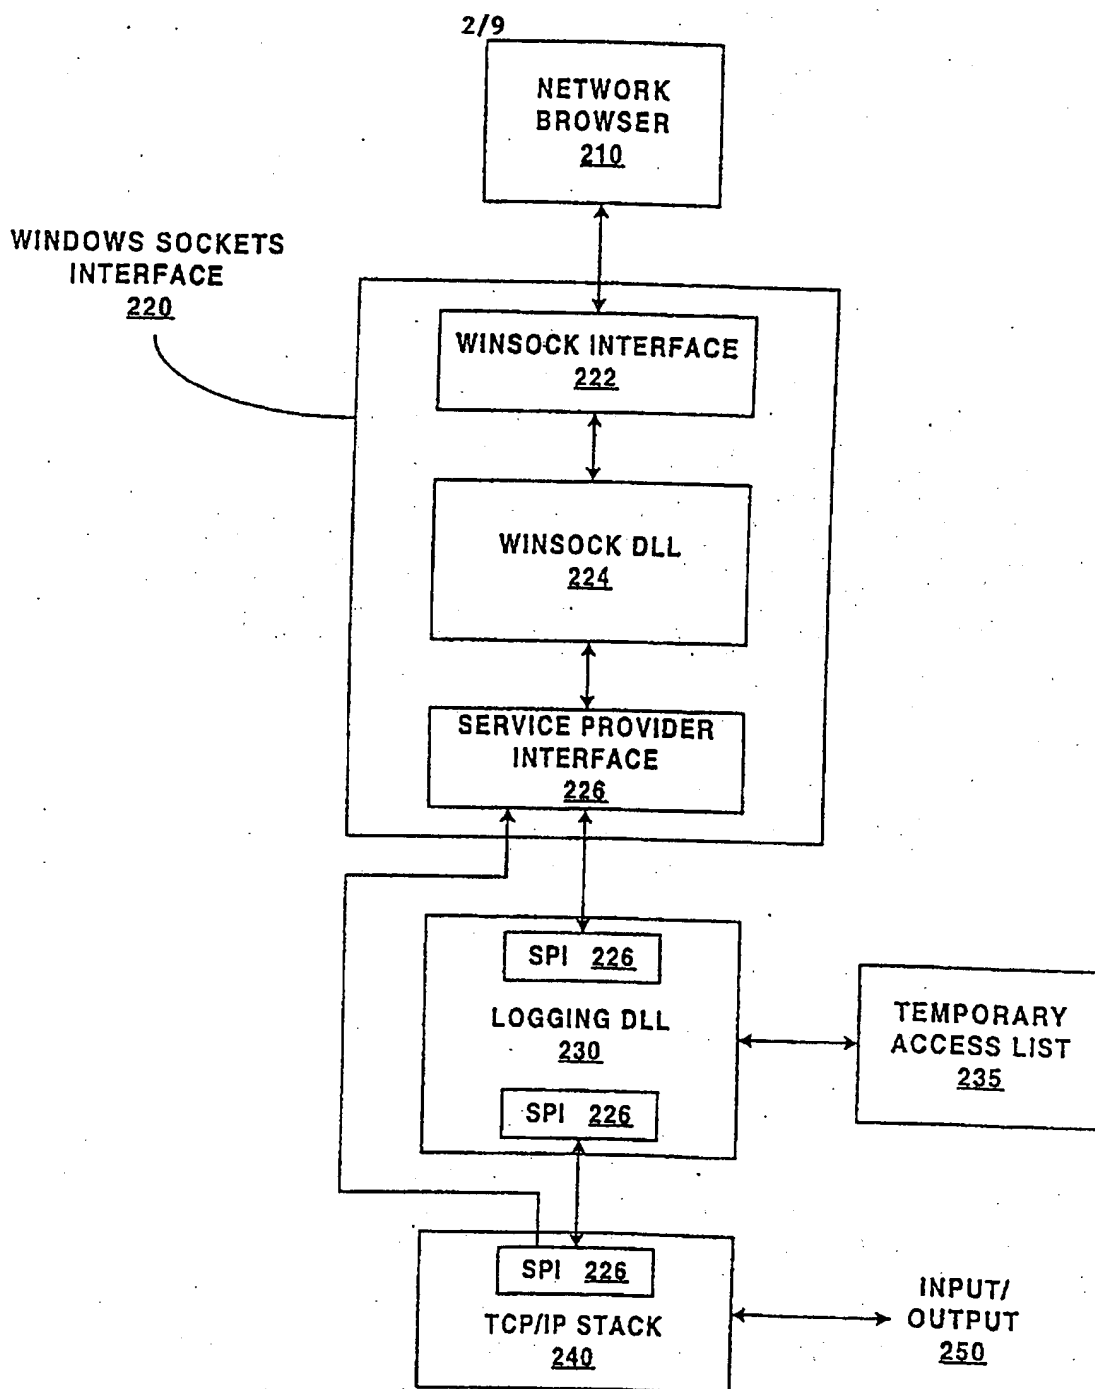 2/9
NETWORK
BROWSER
210
WINDOWS SOCKETS
INTERFACE
220
WINSOCK INTERFACE
222
WINSOCK DLL
224
SERVICE PROVIDER
INTERFACE
226
SPI 226
LOGGING DLL
230
SPI 226
TEMPORARY
ACCESS LIST
235
SPI 226
TCP/IP STACK
240
INPUT/
OUTPUT
250